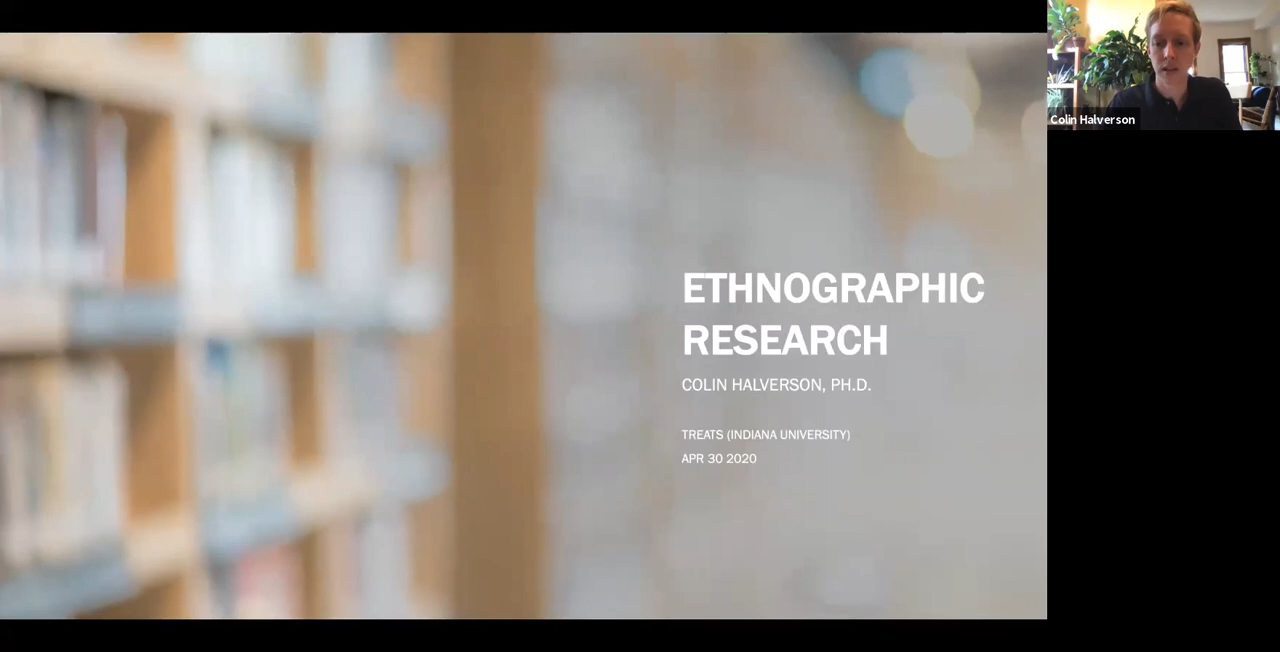 Colin Halverson
ETHNOGRAPHIC
RESEARCH
COLIN HALVERSON, PH.D.
TREATS (INDIANA UNIVERSITY)
APR 30 2020